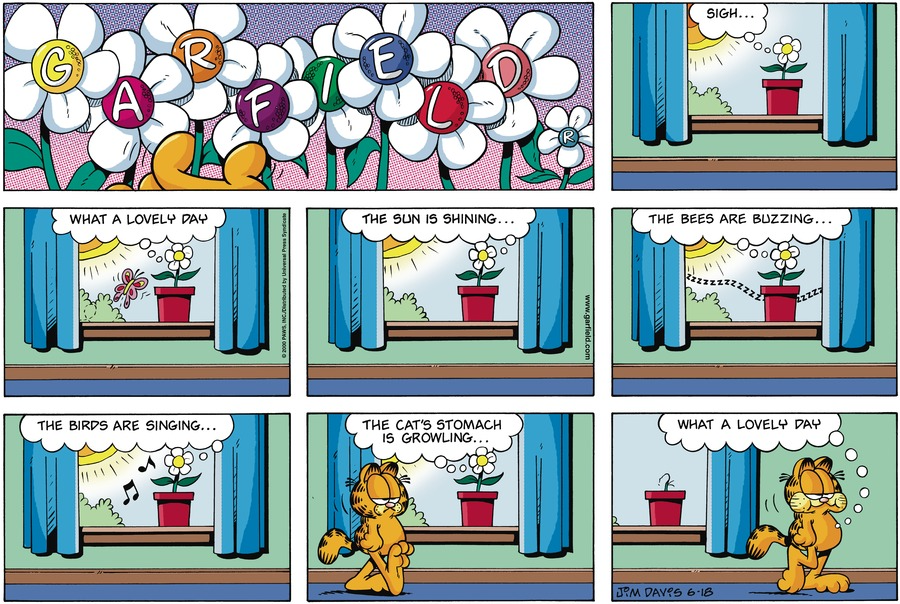 GARFIELD
R
SIGH...
WHAT A LOVELY DAY
© 2000 PAWS, INC./Distributed by Universal Press Syndicate
THE SUN IS SHINING...
www.garfield.com
THE BEES ARE BUZZING...
THE BIRDS ARE SINGING...
THE CAT'S STOMACH
IS GROWLING...
WHAT A LOVELY DAY
JIM DAVIS 6-18